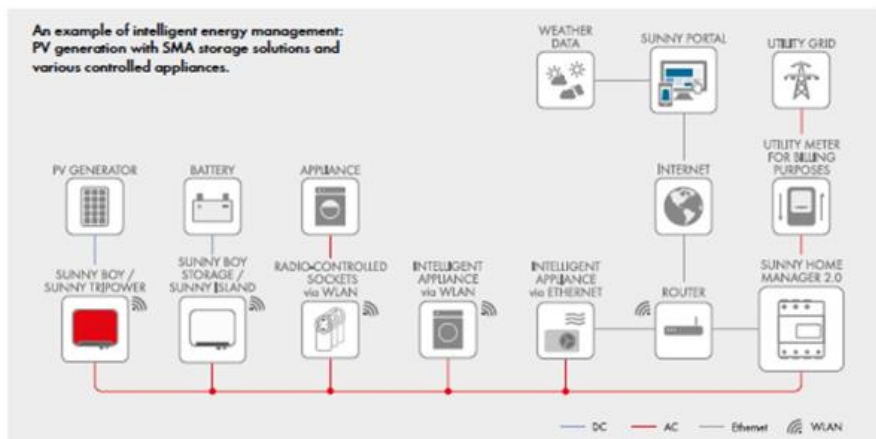 An example of intelligent energy management:
PV generation with SMA storage solutions and
various controlled appliances.
WEATHER
DATA
SUNNY PORTAL
UTILITY GRID
UTILITY METER
FOR BILLING
PURPOSES
INTERNET
PV GENERATOR
BATTERY
APPLIANCE
SUNNY BOY /
SUNNY TRIPOWER
SUNNY BOY
STORAGE /
SUNNY ISLAND
RADIO-CONTROLLED
SOCKETS
via WLAN
INTELLIGENT
APPLIANCE
via WLAN
INTELLIGENT
APPLIANCE
via ETHERNET
ROUTER
SUNNY HOME
MANAGER 2.0
DC
AC
Ethernet
WLAN